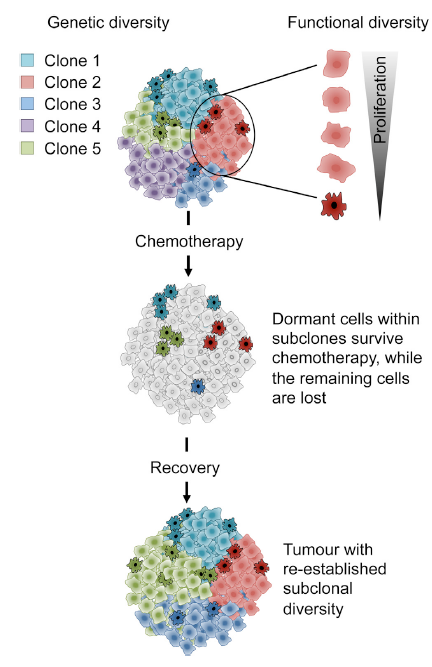 Genetic diversity
Functional diversity
Clone 1
Clone 2
Clone 3
Clone 4
Clone 5
Proliferation
Chemotherapy
Dormant cells within
subclones survive
chemotherapy, while
the remaining cells
are lost
Recovery
Tumour with
re-established
subclonal
diversity